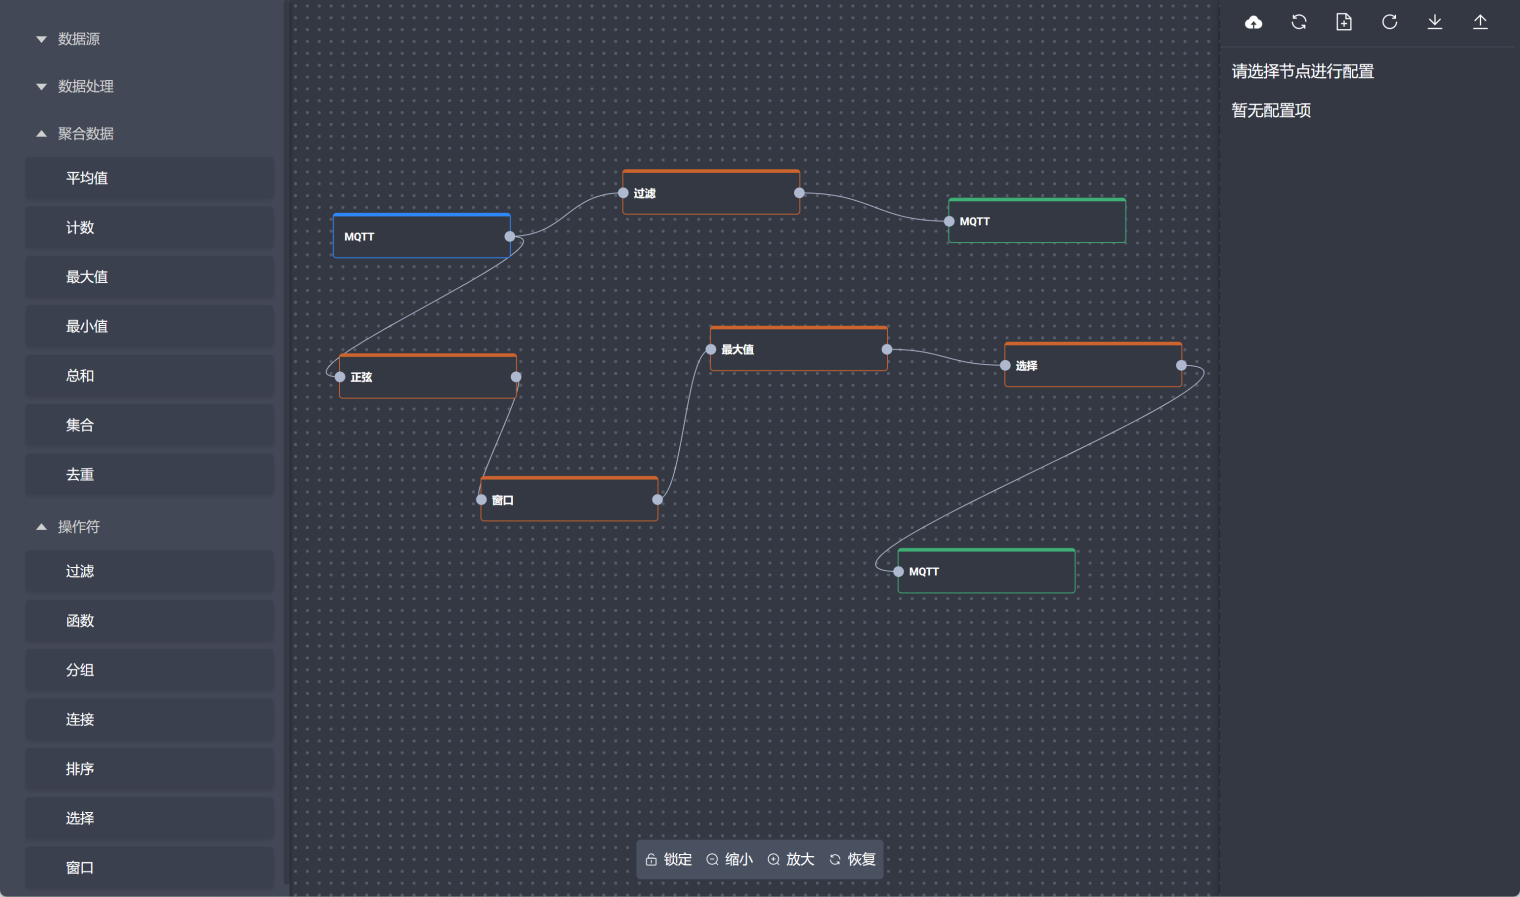 数据源
数据处理
聚合数据
平均值
计数
最大值
最小值
总和
集合
去重
操作符
过滤
函数
分组
连接
排序
选择
窗口
MQTT
过滤
MQTT
正弦
最大值
选择
窗口
MQTT
锁定 缩小 放大 恢复
请选择节点进行配置
暂无配置项